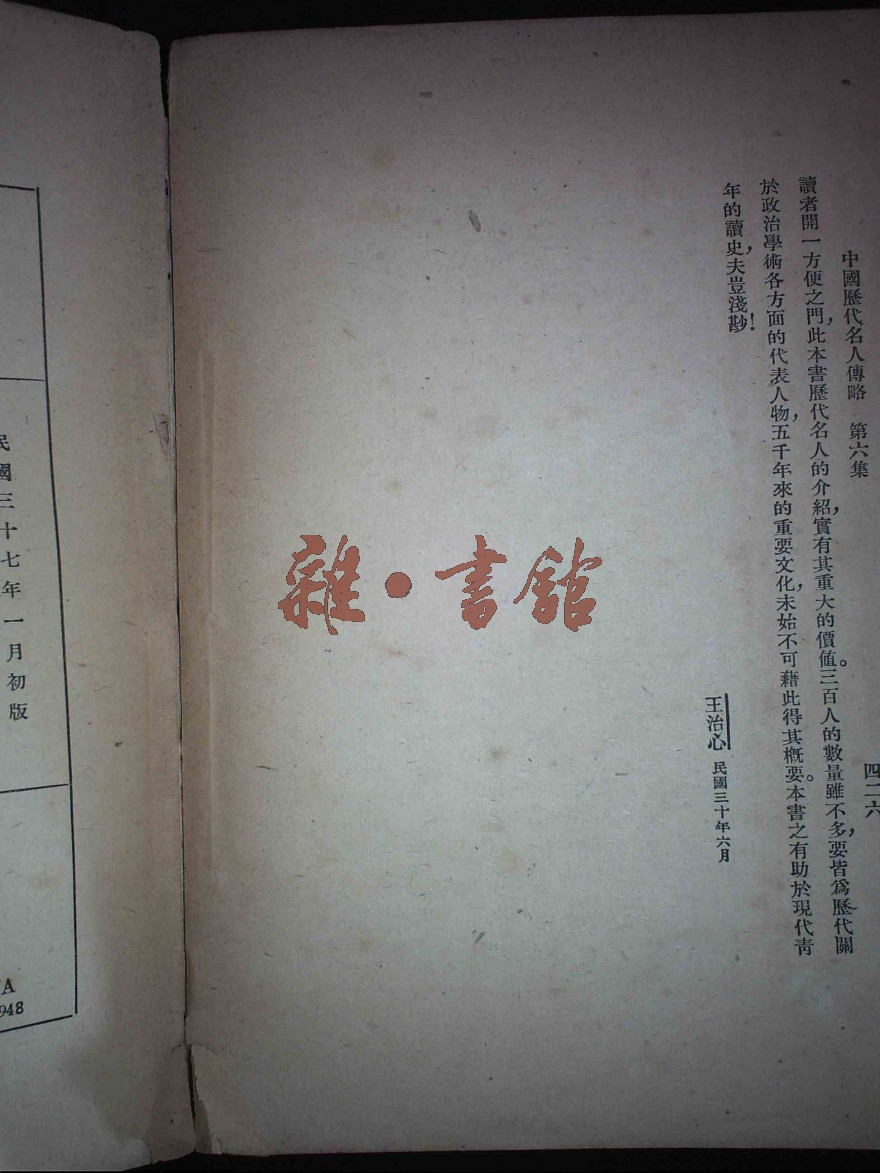 中國歷代名人傳略　第六集
四二六
讀者開一方便之門，此本書歷代名人的介紹，實有其重大的價値。三百人的數量雖不多，要皆爲歷代關
於政治學術各方面的代表人物，五千年來的重要文化，未始不可藉此得其槪要。本書之有助於現代靑
年的讀史，夫豈淺尠！
王治心　民國三十年六月
雜·書館
民國三十七年一月初版
A
948